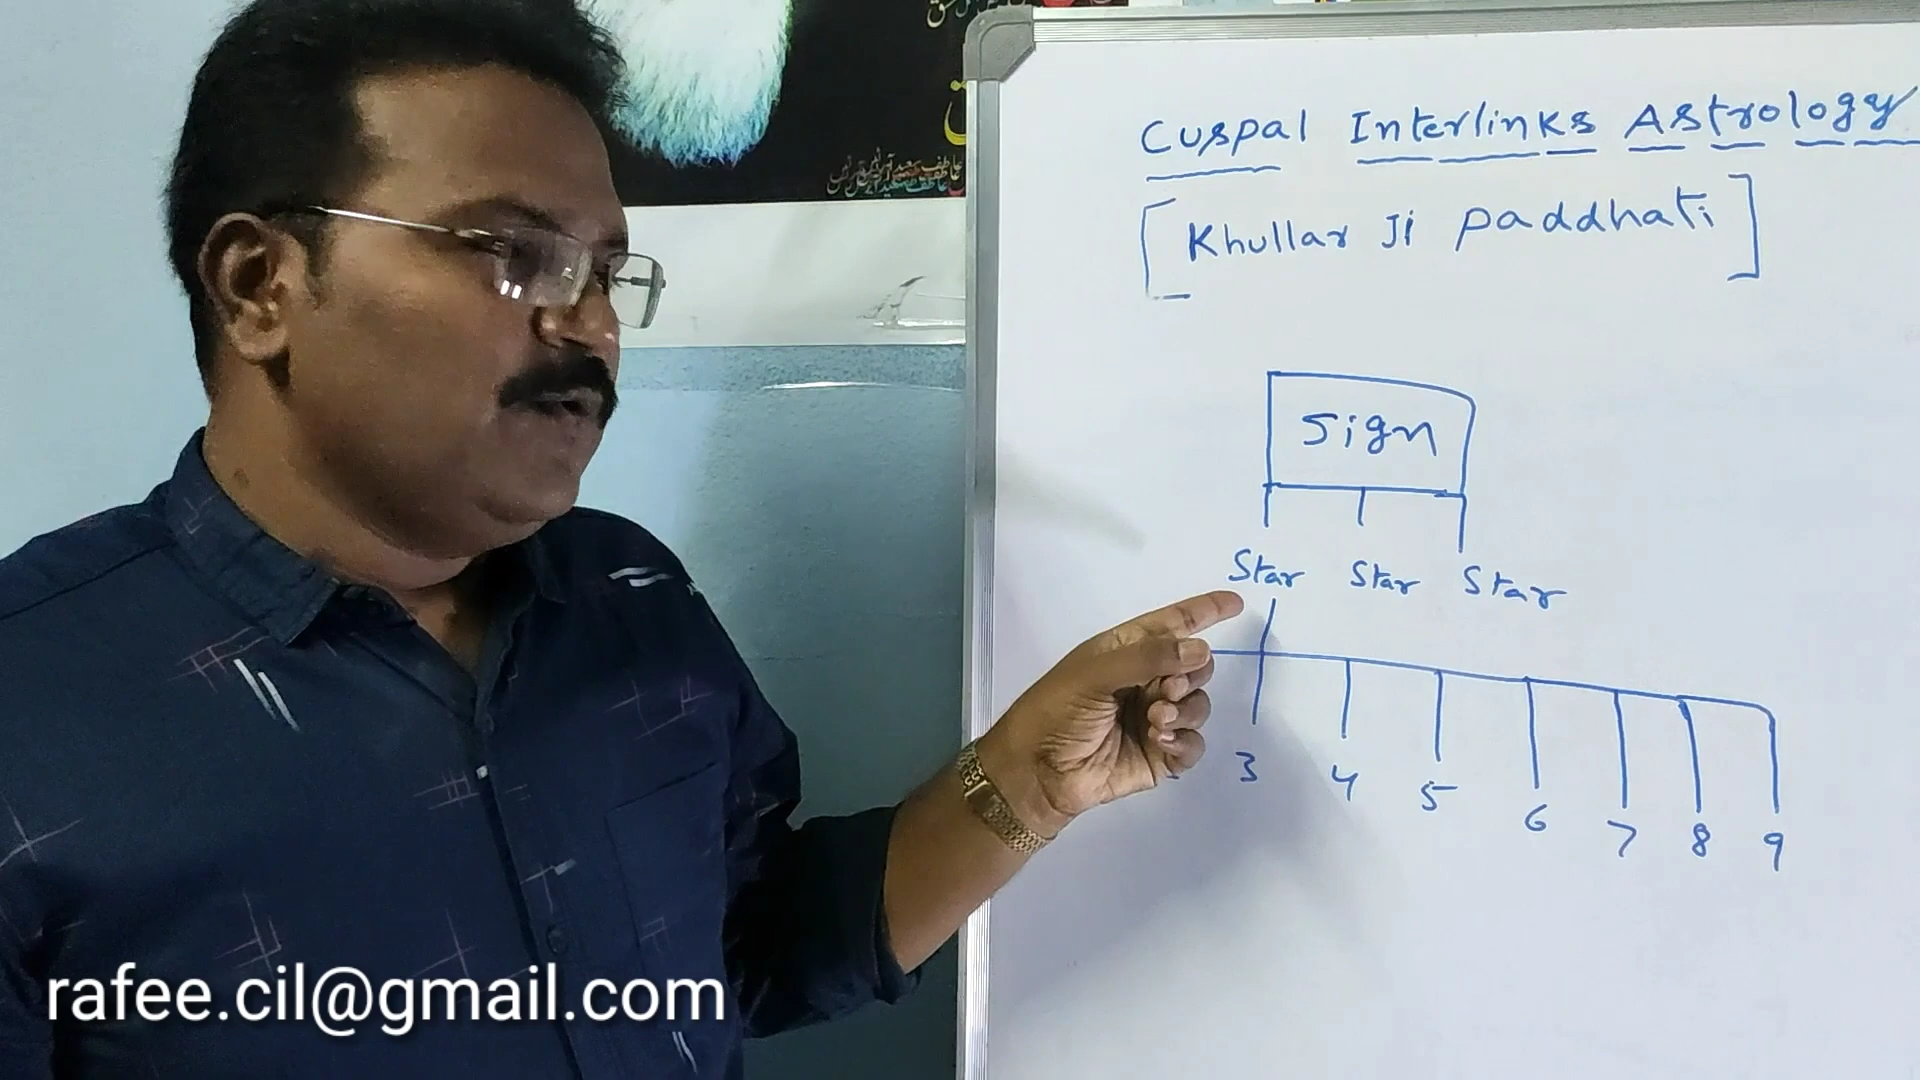 Cuspal Interlinks Astrology
[Khullar Ji Paddhati]
Sign
Star Star Star
3 4 5 6 7 8 9
rafee.cil@gmail.com